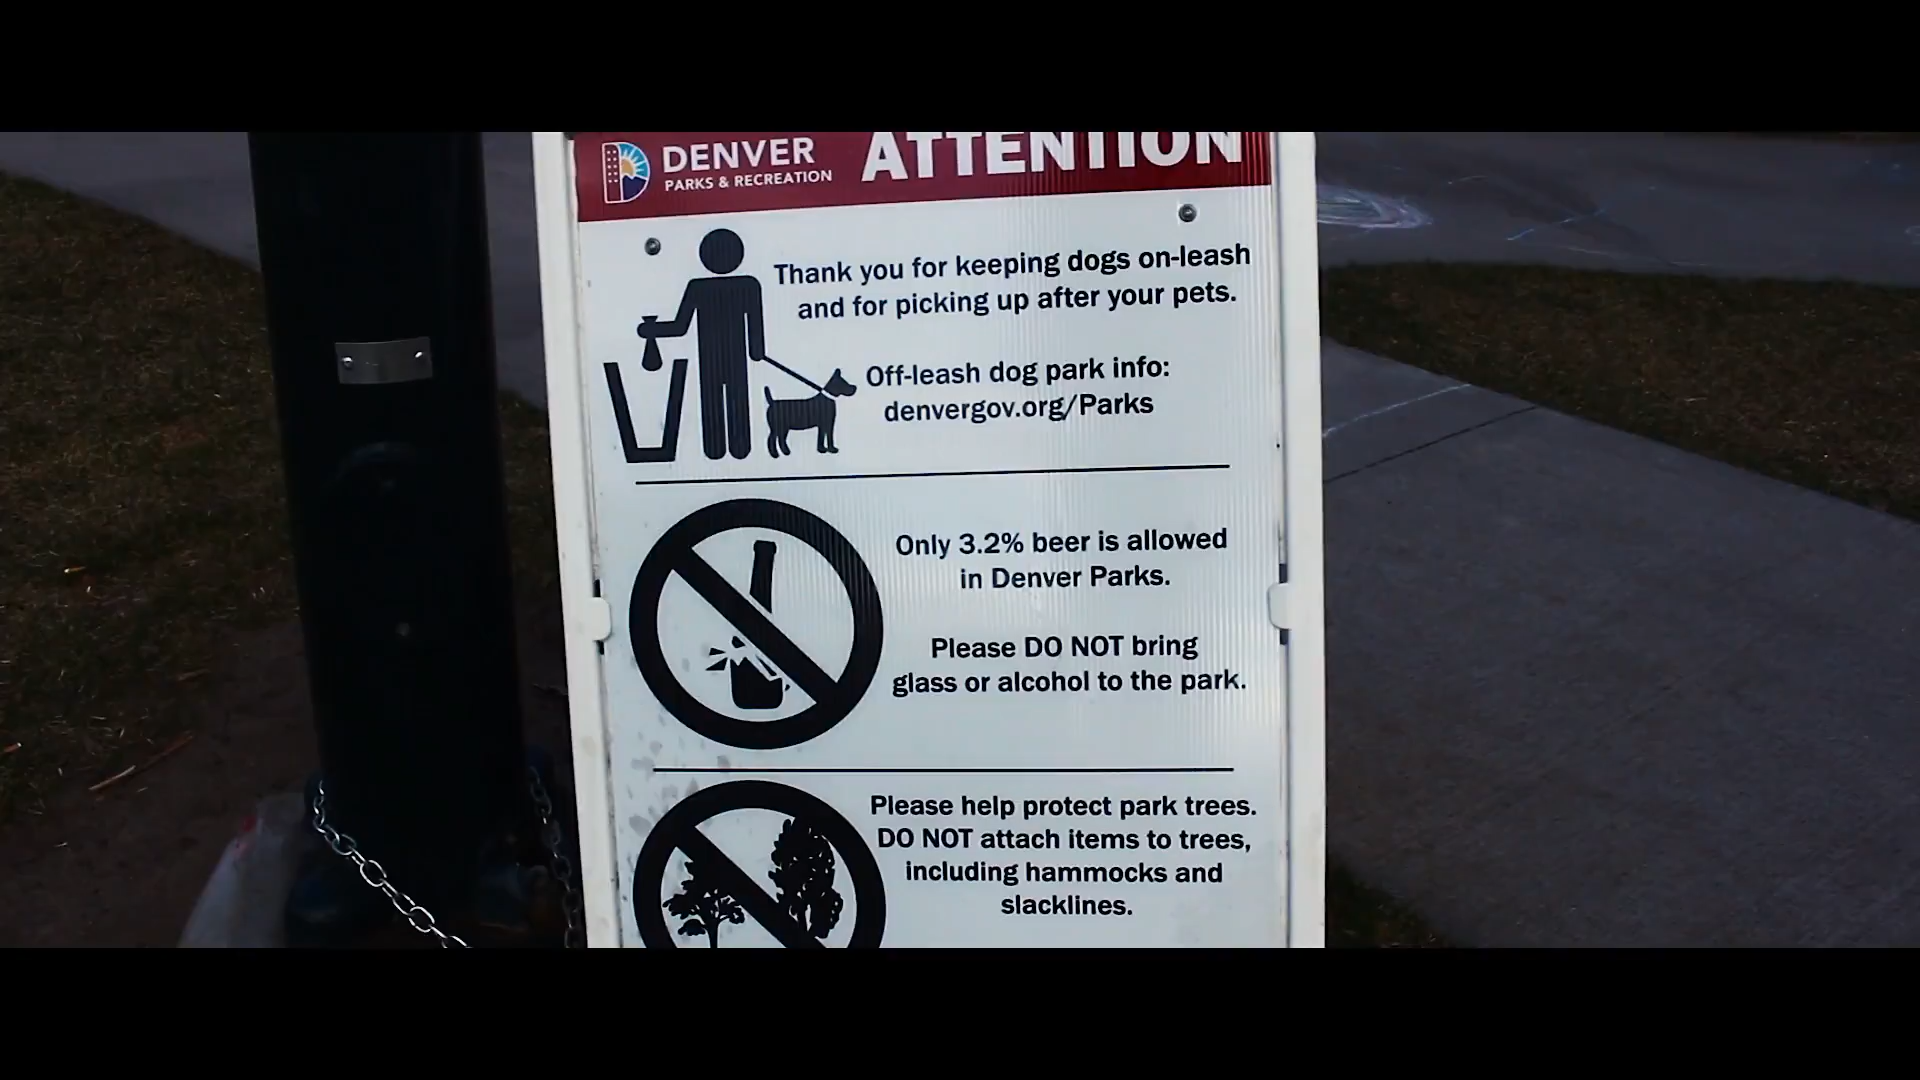 DENVER
PARKS & RECREATION
ATTENTION
Thank you for keeping dogs on-leash
and for picking up after your pets.
Off-leash dog park info:
denvergov.org/Parks
Only 3.2% beer is allowed
in Denver Parks.
Please DO NOT bring
glass or alcohol to the park.
Please help protect park trees.
DO NOT attach items to trees,
including hammocks and
slacklines.